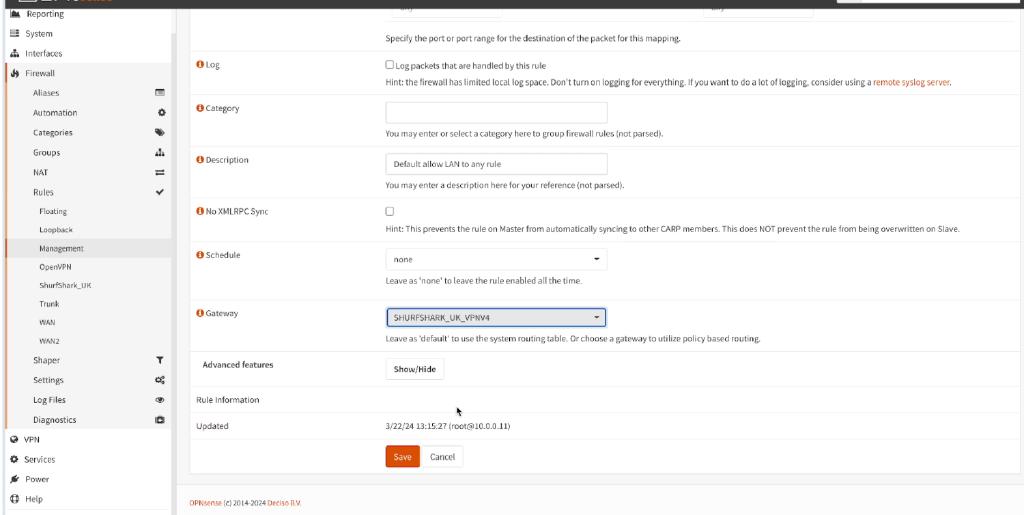 Reporting
System
Interfaces
Firewall
Aliases
Automation
Categories
Groups
NAT
Rules
Floating
Loopback
Management
OpenVPN
ShurfShark_UK
Trunk
WAN
WAN2
Shaper
Settings
Log Files
Diagnostics
VPN
Services
Power
Help
Specify the port or port range for the destination of the packet for this mapping.
Log
Log packets that are handled by this rule
Hint: the firewall has limited local log space. Don't turn on logging for everything. If you want to do a lot of logging, consider using a remote syslog server.
Category
You may enter or select a category here to group firewall rules (not parsed).
Description
Default allow LAN to any rule
You may enter a description here for your reference (not parsed).
No XMLRPC Sync
Hint: This prevents the rule on Master from automatically syncing to other CARP members. This does NOT prevent the rule from being overwritten on Slave.
Schedule
none
Leave as 'none' to leave the rule enabled all the time.
Gateway
SHURFSHARK_UK_VPNV4
Leave as 'default' to use the system routing table. Or choose a gateway to utilize policy based routing.
Advanced features
Show/Hide
Rule Information
Updated
3/22/24 13:15:27 (root@10.0.0.11)
Save
Cancel
OPNsense (c) 2014-2024 Deciso B.V.